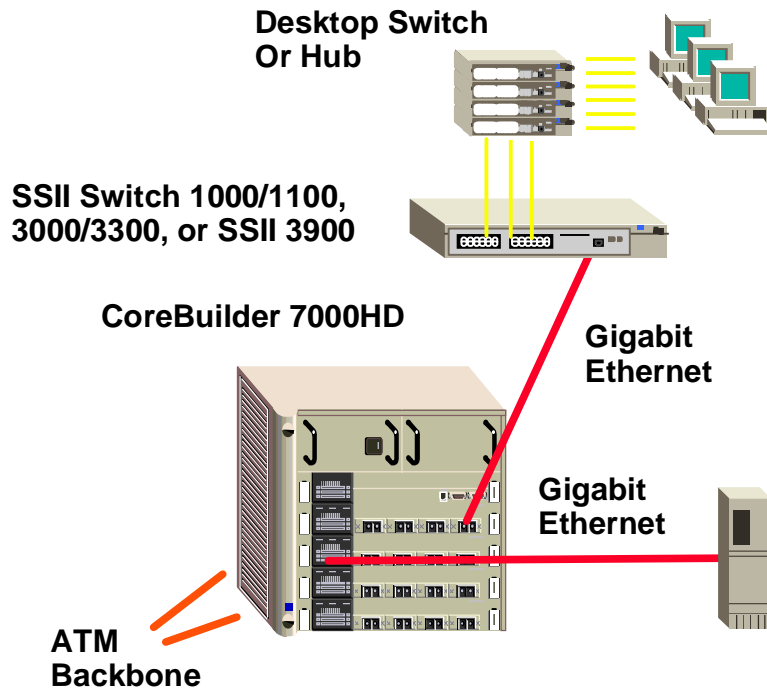 Desktop Switch
Or Hub
SSII Switch 1000/1100,
3000/3300, or SSII 3900
CoreBuilder 7000HD
Gigabit
Ethernet
Gigabit
Ethernet
ATM
Backbone